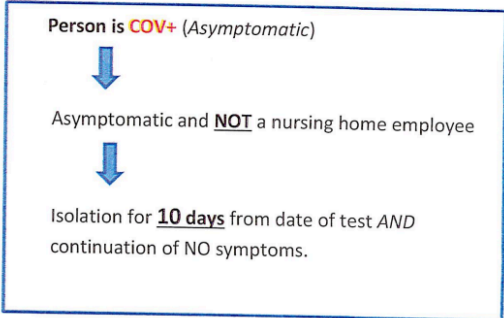 Person is COV+ (Asymptomatic)
Asymptomatic and NOT a nursing home employee
Isolation for 10 days from date of test AND
continuation of NO symptoms.